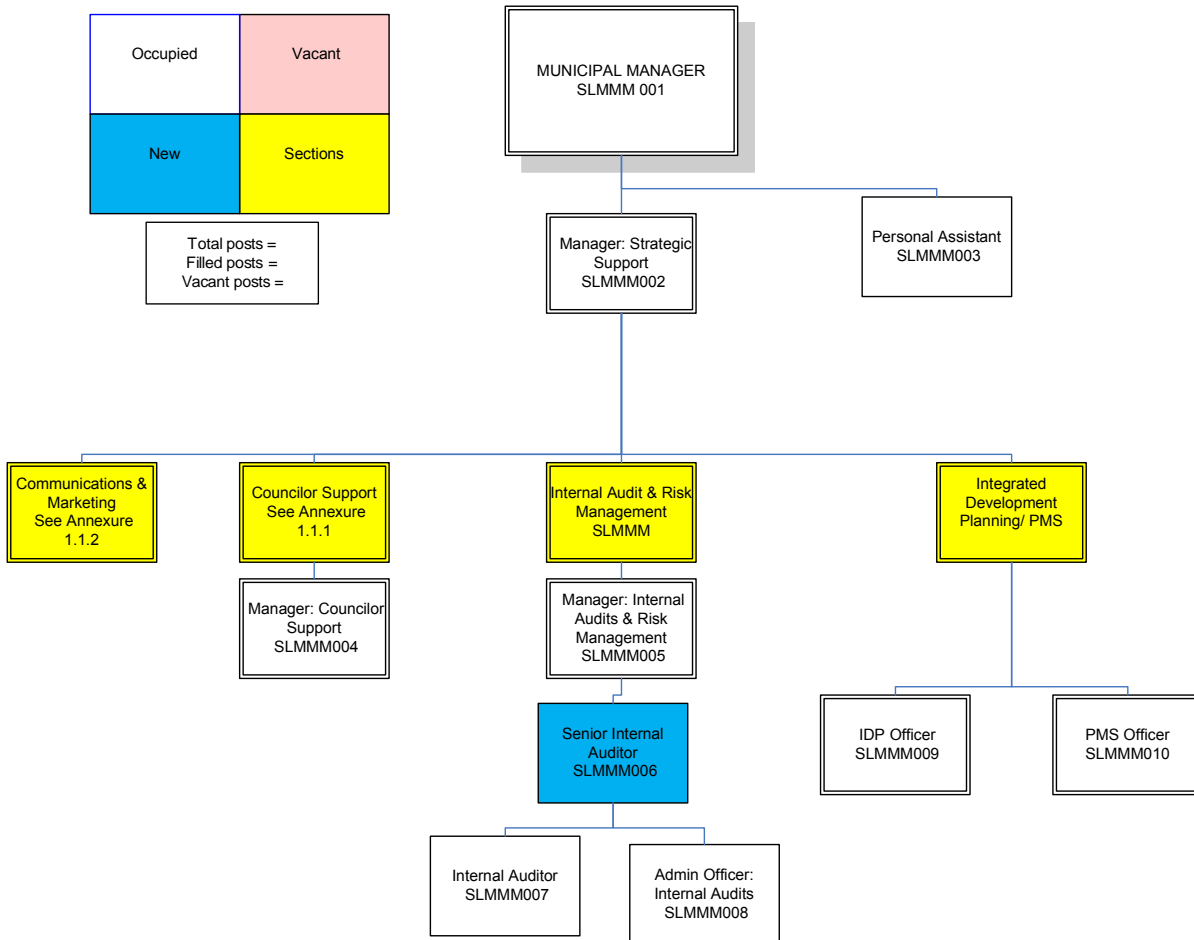 Occupied
Vacant
New
Sections
Total posts =
Filled posts =
Vacant posts =
MUNICIPAL MANAGER
SLMMM 001
Manager: Strategic
Support
SLMMM002
Personal Assistant
SLMMM003
Communications &
Marketing
See Annexure
1.1.2
Councilor Support
See Annexure
1.1.1
Internal Audit & Risk
Management
SLMMM
Integrated
Development
Planning/ PMS
Manager: Councilor
Support
SLMMM004
Manager: Internal
Audits & Risk
Management
SLMMM005
Senior Internal
Auditor
SLMMM006
IDP Officer
SLMMM009
PMS Officer
SLMMM010
Internal Auditor
SLMMM007
Admin Officer:
Internal Audits
SLMMM008